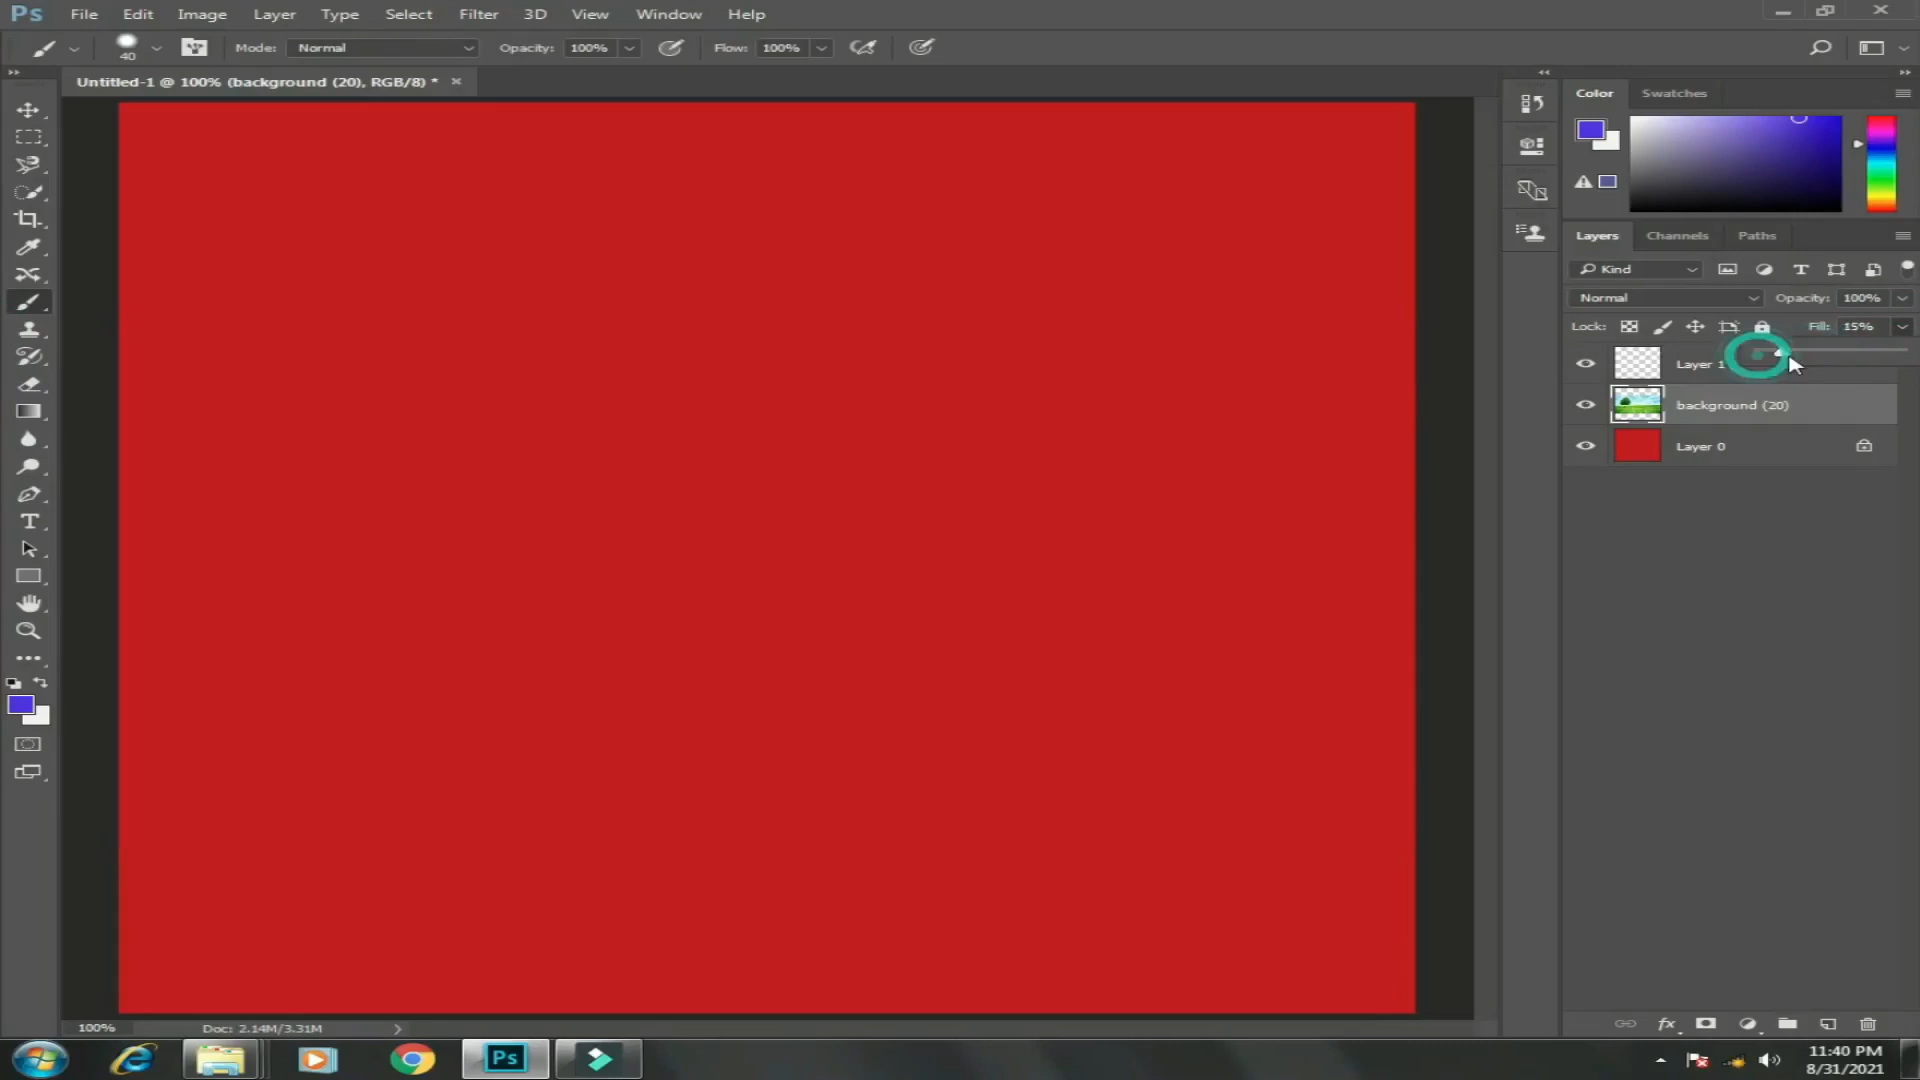 Ps File Edit Image Layer Type Select Filter 3D View Window Help
40 Mode: Normal Opacity: 100% Flow: 100%
Untitled-1 @ 100% (background (20), RGB/8) * ×
Color Swatches
Layers Channels Paths
Kind
Normal Opacity: 100%
Lock: Fill: 15%
Layer 1
background (20)
Layer 0
T
100% Doc: 2.14M/3.31M
fx
Ps
11:40 PM
8/31/2021